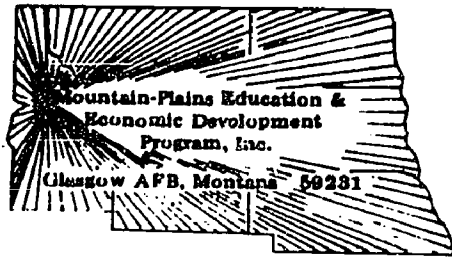 Mountain-Plains Education &
Economic Development
Program, Inc.
Glasgow AFB, Montana 59231